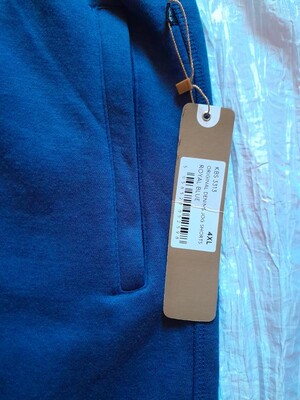 KBS 3313
ORIGINAL DENIM JOG SHORTS
ROYAL BLUE
4XL